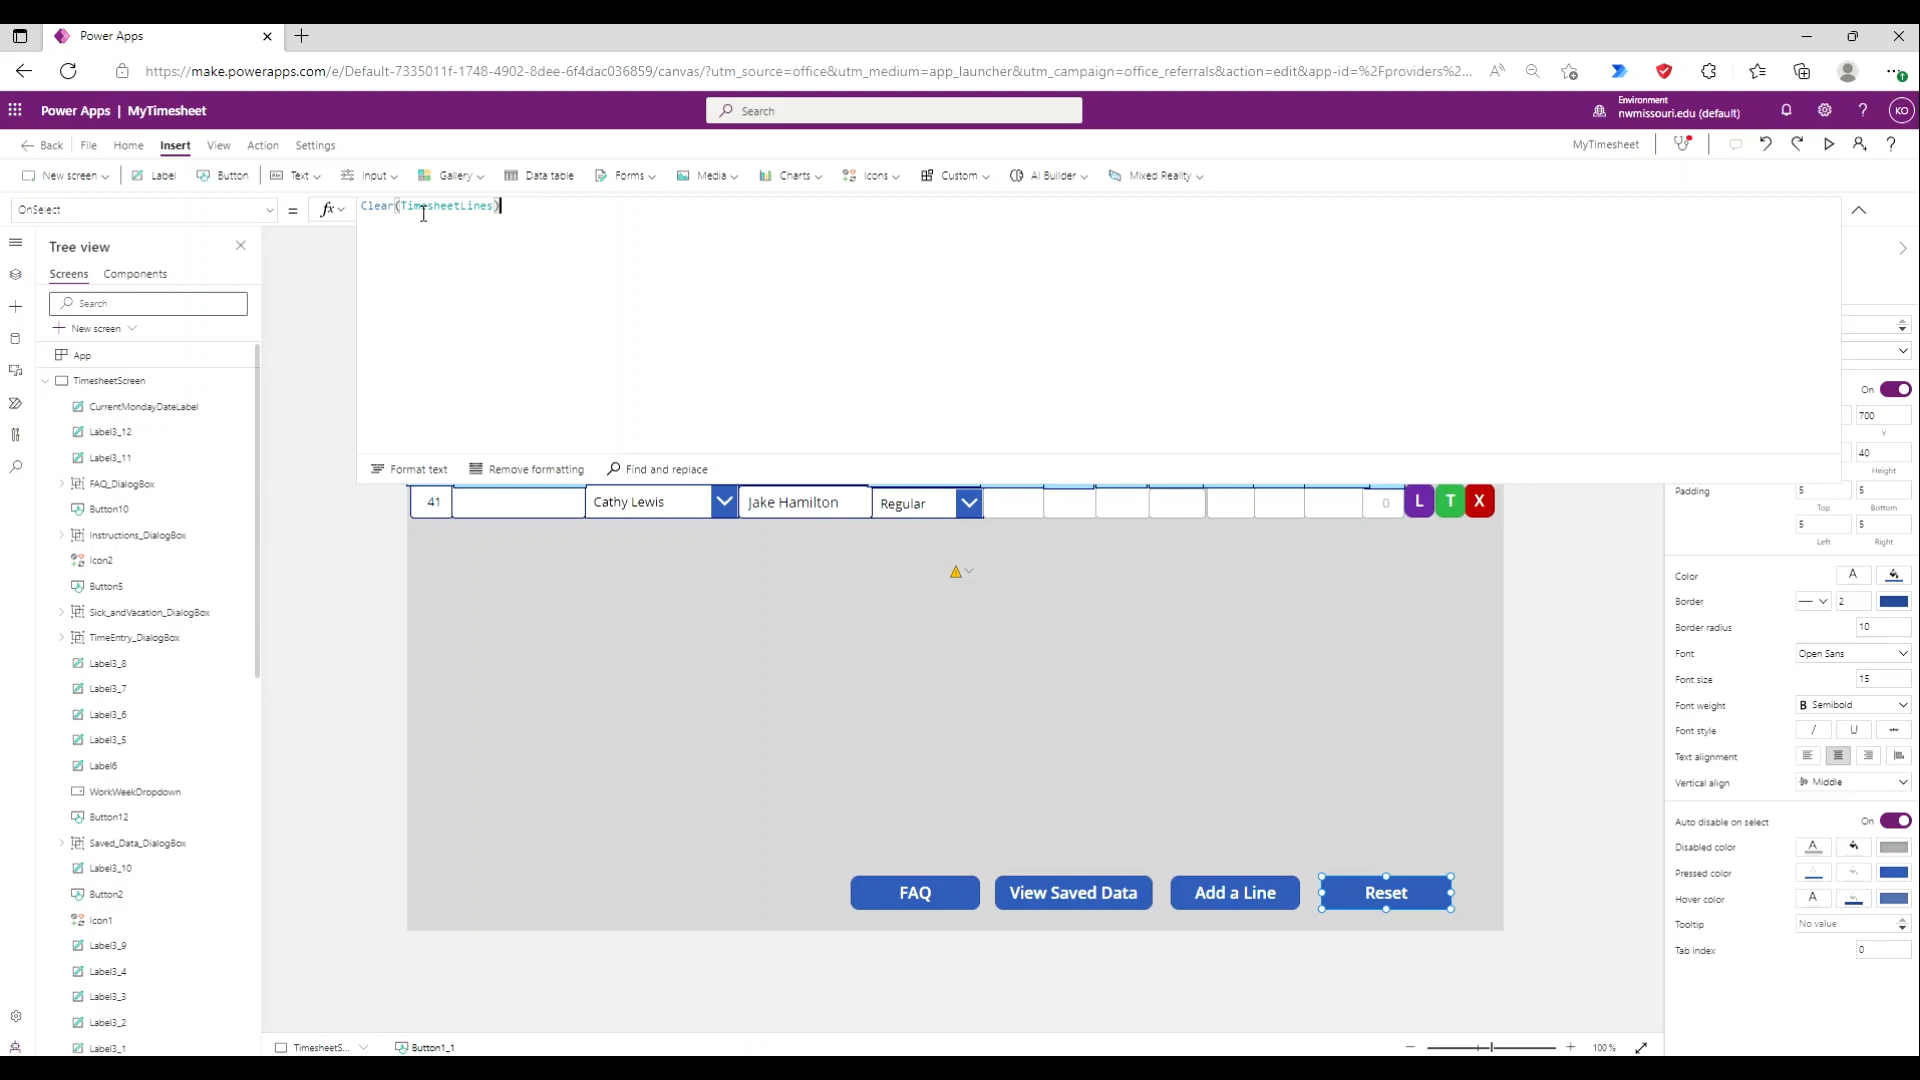 Power Apps
https://make.powerapps.com/e/Default-7335011f-1748-4902-8dee-6f4dac036859/canvas/?utm_source=office&utm_medium=app_launcher&utm_campaign=office_referrals&action=edit&app-id=%2Fproviders%2...
Power Apps | MyTimesheet
Search
Environment
nwmissouri.edu (default)
KO
Back File Home Insert View Action Settings
MyTimesheet
New screen Label Button Text Input Gallery Data table Forms Media Charts Icons Custom AI Builder Mixed Reality
OnSelect = fx Clear(TimesheetLines)
Tree view
Screens Components
Search
New screen
App
TimesheetScreen
CurrentMondayDateLabel
Label3_12
Label3_11
FAQ_DialogBox
Button10
Instructions_DialogBox
Icon2
Button5
Sick_andVacation_DialogBox
TimeEntry_DialogBox
Label3_8
Label3_7
Label3_6
Label3_5
Label6
WorkWeekDropdown
Button12
Saved_Data_DialogBox
Label3_10
Button2
Icon1
Label3_9
Label3_4
Label3_3
Label3_2
Label3_1
Format text Remove formatting Find and replace
41 Cathy Lewis Jake Hamilton Regular 0 L T X
FAQ View Saved Data Add a Line Reset
On
700
Y
40
Height
Padding 5 5
Top Bottom
5 5
Left Right
Color A
Border 2
Border radius 10
Font Open Sans
Font size 15
Font weight B Semibold
Font style / U abc
Text alignment
Vertical align Middle
Auto disable on select On
Disabled color A
Pressed color
Hover color A
Tooltip No value
Tab index 0
TimesheetS... Button1_1
100%